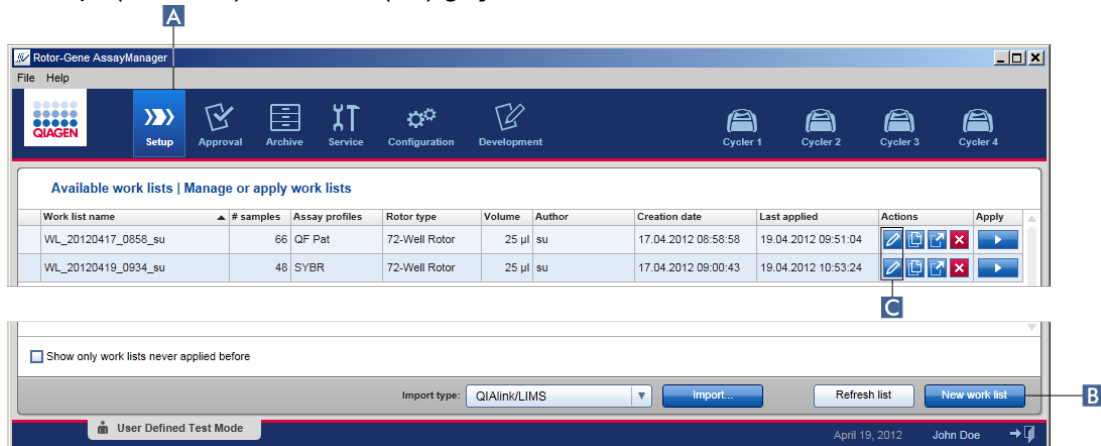 A
Rotor-Gene AssayManager
File Help
QIAGEN
Setup Approval Archive Service Configuration Development Cycler 1 Cycler 2 Cycler 3 Cycler 4
Available work lists | Manage or apply work lists
Work list name # samples Assay profiles Rotor type Volume Author Creation date Last applied Actions Apply
WL_20120417_0858_su 66 QF Pat 72-Well Rotor 25 µl su 17.04.2012 08:58:58 19.04.2012 09:51:04
WL_20120419_0934_su 48 SYBR 72-Well Rotor 25 µl su 17.04.2012 09:00:43 19.04.2012 10:53:24
C
Show only work lists never applied before
Import type: QIAlink/LIMS Import... Refresh list New work list B
User Defined Test Mode April 19, 2012 John Doe